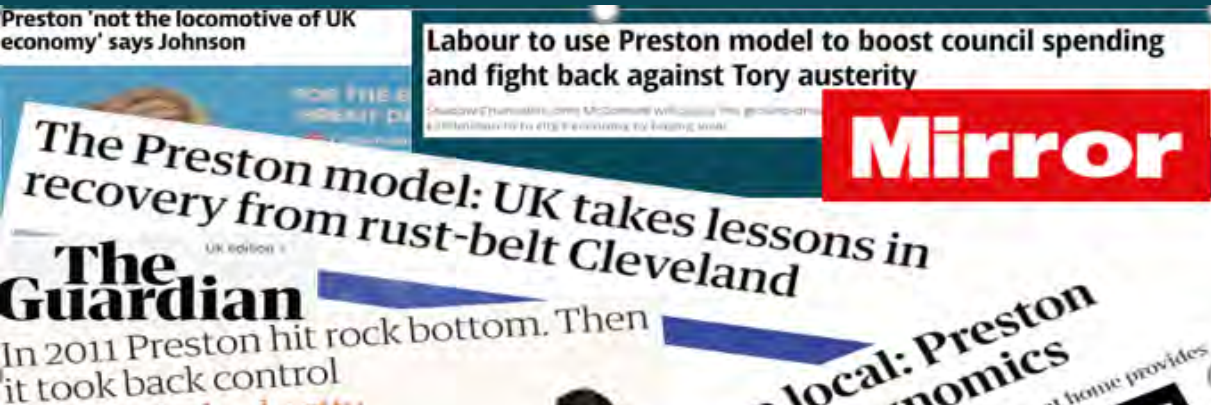 Preston 'not the locomotive of UK
economy' says Johnson
Labour to use Preston model to boost council spending
and fight back against Tory austerity
Mirror
The Preston model: UK takes lessons in
recovery from rust-belt Cleveland
UK edition
The
Guardian
In 2011 Preston hit rock bottom. Then
it took back control
local: Preston
home provides